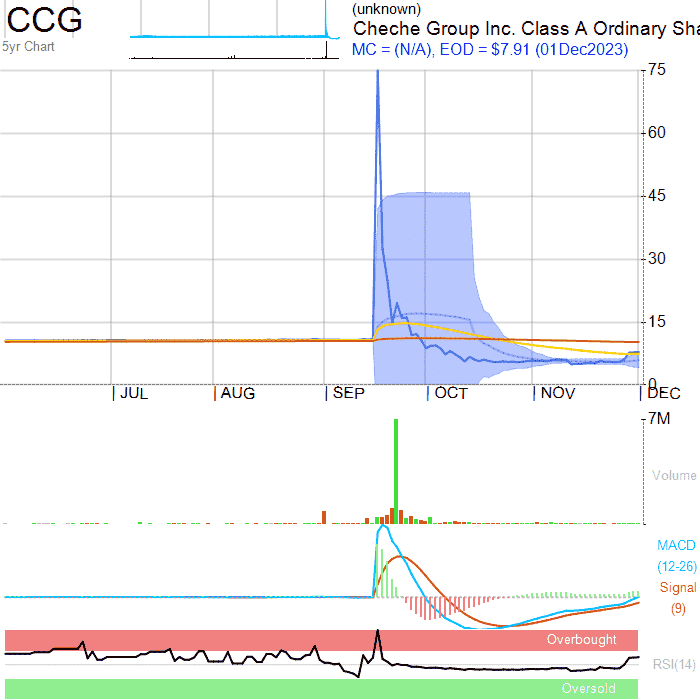 CCG
5yr Chart
(unknown)
Cheche Group Inc. Class A Ordinary Sha
MC = (N/A), EOD = $7.91 (01Dec2023)
75
60
45
30
15
0
JUL AUG SEP OCT NOV DEC
7M
Volume
MACD
(12-26)
Signal
(9)
Overbought
RSI(14)
Oversold